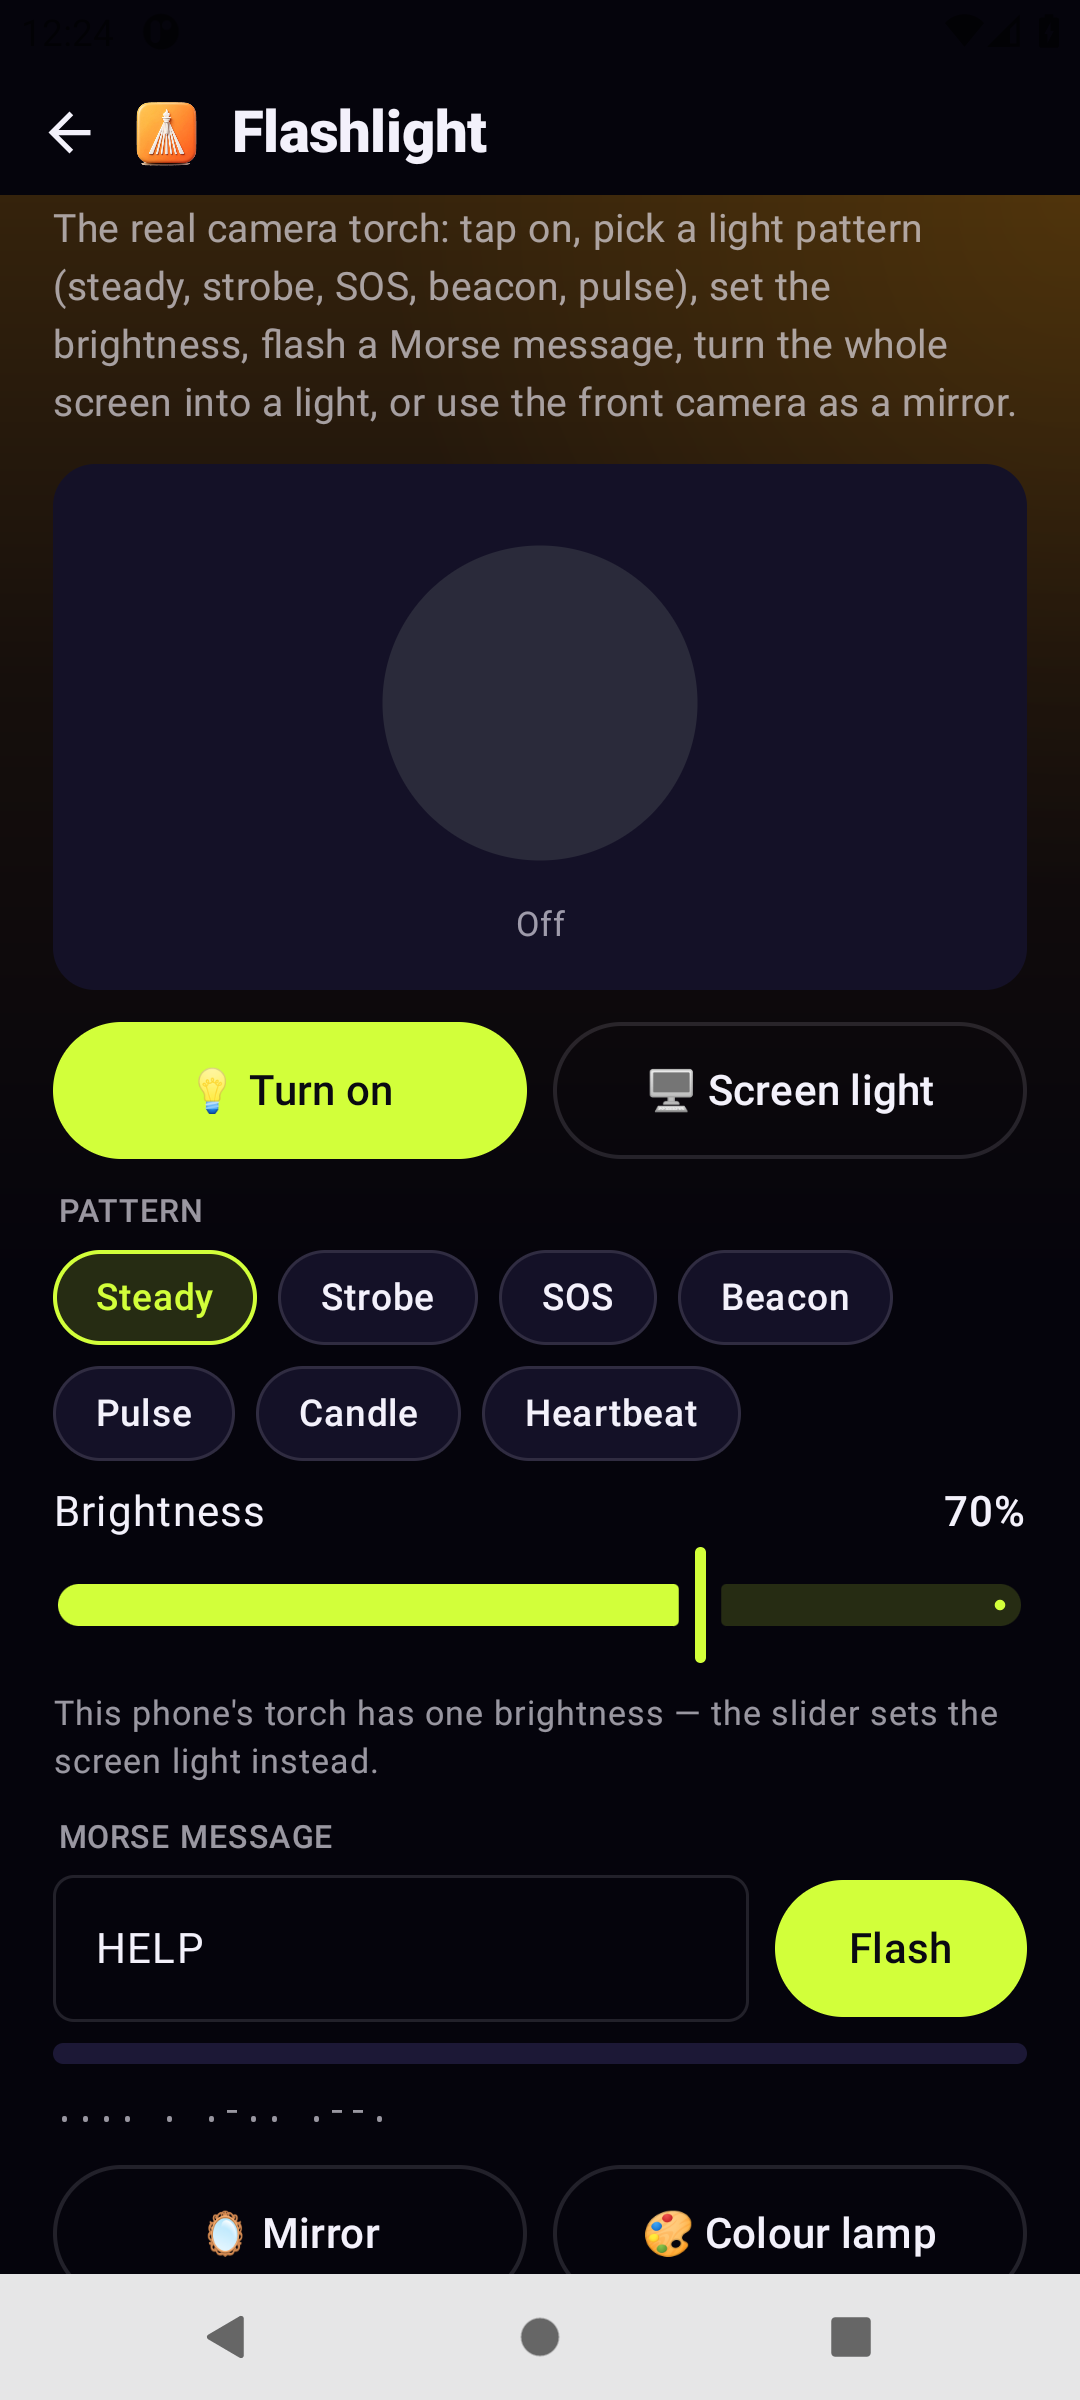 12:24
Flashlight
The real camera torch: tap on, pick a light pattern
(steady, strobe, SOS, beacon, pulse), set the
brightness, flash a Morse message, turn the whole
screen into a light, or use the front camera as a mirror.
Off
💡 Turn on
🖥️ Screen light
PATTERN
Steady
Strobe
SOS
Beacon
Pulse
Candle
Heartbeat
Brightness
70%
This phone's torch has one brightness — the slider sets the
screen light instead.
MORSE MESSAGE
HELP
Flash
.... . .-.. .--.
🪞 Mirror
🎨 Colour lamp